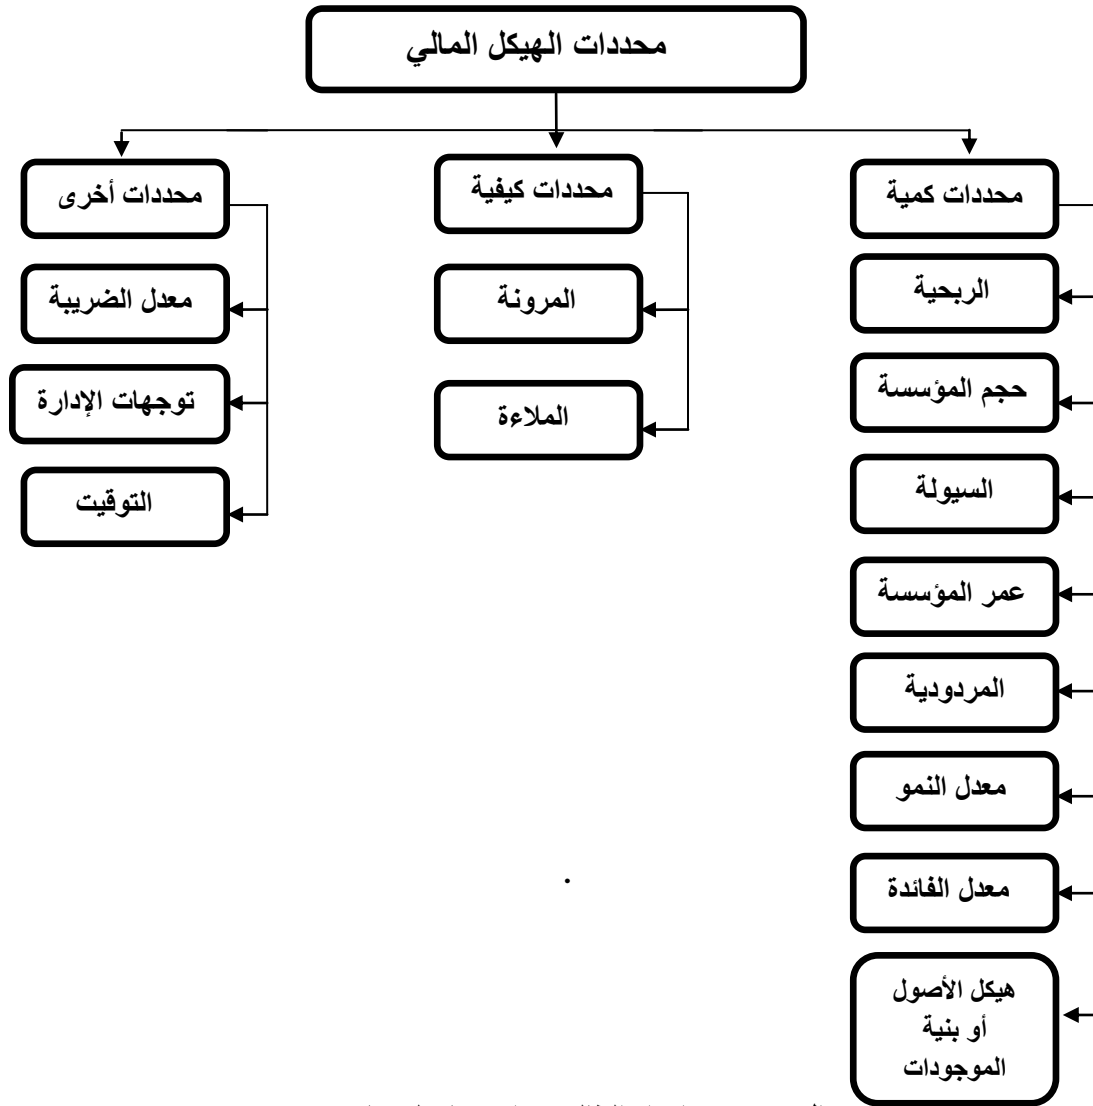 محددات الهيكل المالي
محددات كمية
الربحية
حجم المؤسسة
السيولة
عمر المؤسسة
المردودية
معدل النمو
معدل الفائدة
هيكل الأصول
أو بنية
الموجودات
محددات كيفية
المرونة
الملاءة
محددات أخرى
معدل الضريبة
توجهات الإدارة
التوقيت
.